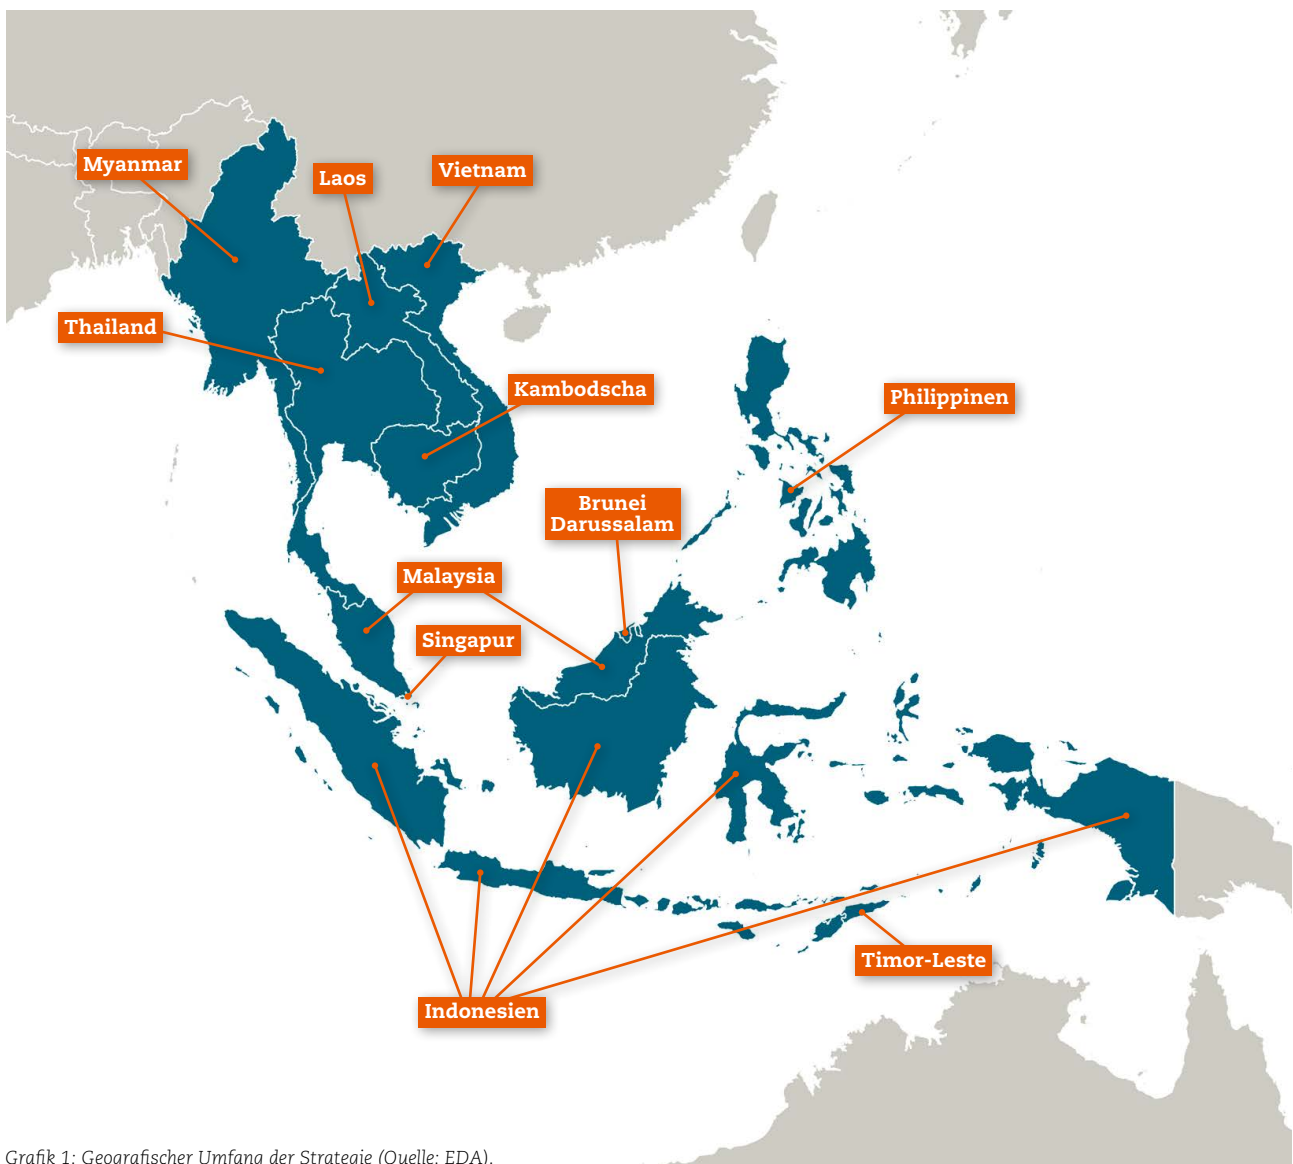 Myanmar
Laos
Vietnam
Thailand
Kambodscha
Philippinen
Brunei
Darussalam
Malaysia
Singapur
Timor-Leste
Indonesien
Grafik 1: Geografischer Umfang der Strategie (Quelle: EDA).